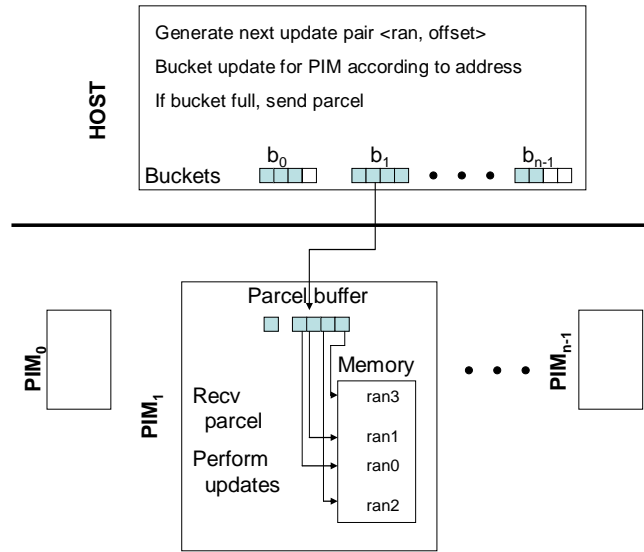 Generate next update pair <ran, offset>
Bucket update for PIM according to address
If bucket full, send parcel
HOST
b0 b1 bn-1
Buckets
Parcel buffer
PIM0
PIM1
PIMn-1
Memory
Recv
parcel
Perform
updates
ran3
ran1
ran0
ran2